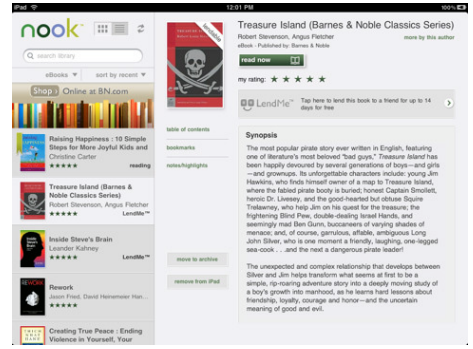 iPad
12:01 PM
100%
nook™
search library
eBooks ▼
sort by recent ▼
Shop Online at BN.com
Raising Happiness : 10 Simple
Steps for More Joyful Kids and
Christine Carter
★★★★★ reading
Treasure Island (Barnes &
Noble Classics Series)
Robert Stevenson, Angus Fletcher
★★★★★ LendMe™
Inside Steve's Brain
Leander Kahney
★★★★★ LendMe™
REWORK
Rework
Jason Fried, David Heinemeier Han...
★★★★★
Creating True Peace : Ending
Violence in Yourself, Your
lendable
table of contents
bookmarks
notes/highlights
move to archive
remove from iPad
Treasure Island (Barnes & Noble Classics Series)
Robert Stevenson, Angus Fletcher
more by this author
eBook - Published by: Barnes & Noble
read now
my rating: ★ ★ ★ ★ ★
LendMe™
Tap here to lend this book to a friend for up to 14
days for free
Synopsis
The most popular pirate story ever written in English, featuring
one of literature's most beloved "bad guys," Treasure Island has
been happily devoured by several generations of boys—and girls
—and grownups. Its unforgettable characters include: young Jim
Hawkins, who finds himself owner of a map to Treasure Island,
where the fabled pirate booty is buried; honest Captain Smollett,
heroic Dr. Livesey, and the good-hearted but obtuse Squire
Trelawney, who help Jim on his quest for the treasure; the
frightening Blind Pew, double-dealing Israel Hands, and
seemingly mad Ben Gunn, buccaneers of varying shades of
menace; and, of course, garrulous, affable, ambiguous Long
John Silver, who is one moment a friendly, laughing, one-legged
sea-cook . . .and the next a dangerous pirate leader!
The unexpected and complex relationship that develops between
Silver and Jim helps transform what seems at first to be a
simple, rip-roaring adventure story into a deeply moving study of
a boy's growth into manhood, as he learns hard lessons about
friendship, loyalty, courage and honor—and the uncertain
meaning of good and evil.